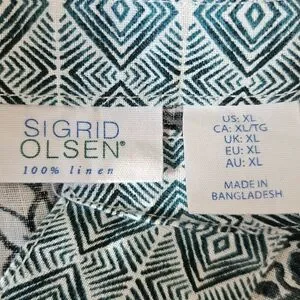 SIGRID
OLSEN®
100% linen
US: XL
CA: XL/TG
UK: XL
EU: XL
AU: XL
MADE IN
BANGLADESH